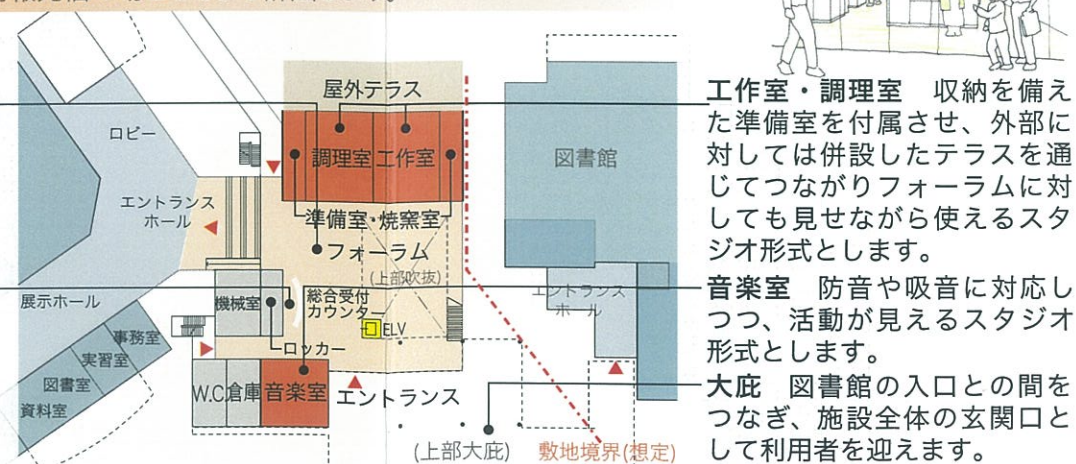 屋外テラス
ロビー
調理室
工作室
図書館
エントランス
ホール
準備室・焼窯室
フォーラム
(上部吹抜)
展示ホール
機械室
総合受付
カウンター
ELV
エントランス
ホール
ロッカー
事務室
実習室
図書室
資料室
W.C
倉庫
音楽室
エントランス
(上部大庇)
敷地境界(想定)
工作室・調理室 収納を備え
た準備室を付属させ、外部に
対しては併設したテラスを通
じてつながりフォーラムに対
しても見せながら使えるスタ
ジオ形式とします。
音楽室 防音や吸音に対応し
つつ、活動が見えるスタジオ
形式とします。
大庇 図書館の入口との間を
つなぎ、施設全体の玄関口と
して利用者を迎えます。